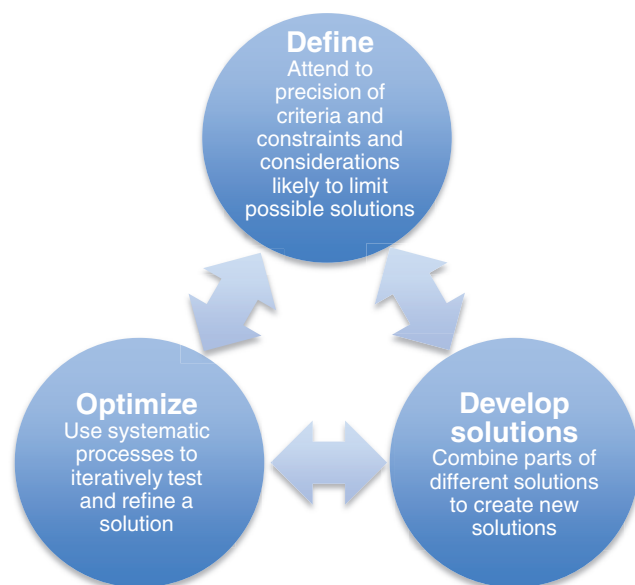 Define
Attend to
precision of
criteria and
constraints and
considerations
likely to limit
possible solutions
Optimize
Use systematic
processes to
iteratively test
and refine a
solution
Develop
solutions
Combine parts of
different solutions
to create new
solutions